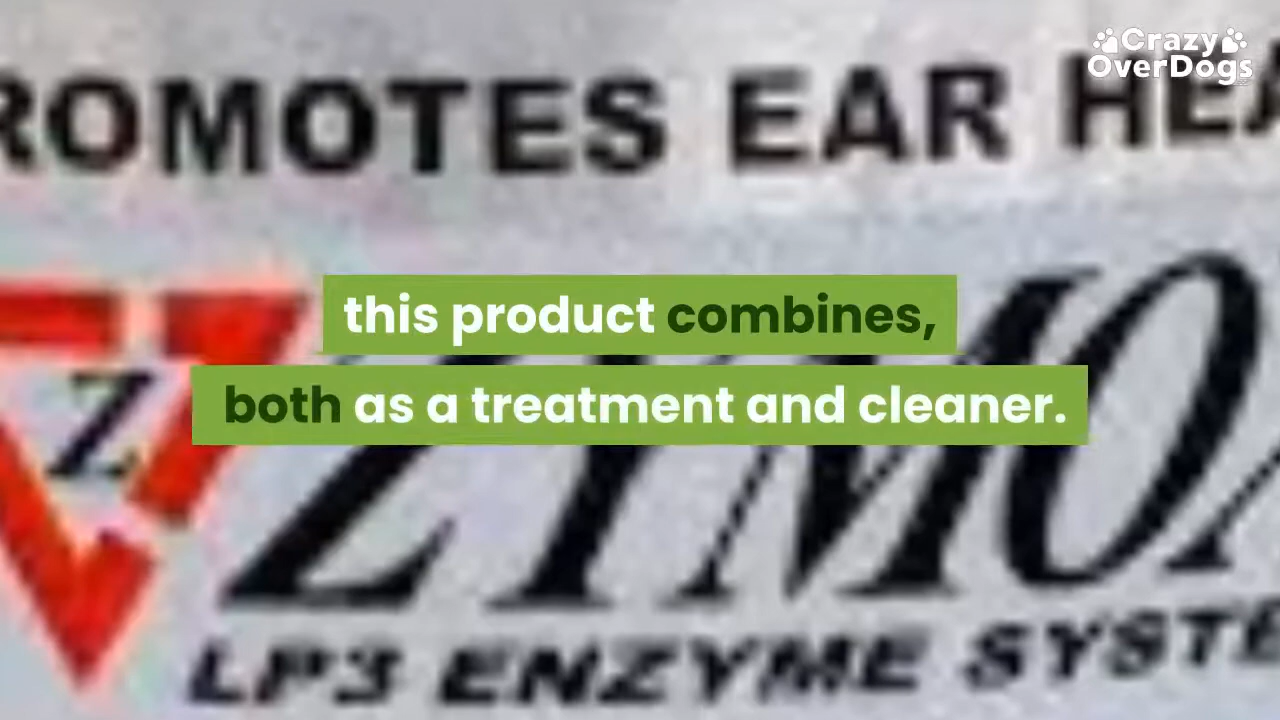 Crazy
OverDogs
ROMOTES EAR HEA
this product combines,
both as a treatment and cleaner.
Z
ZYMO
LP3 ENZYME SYSTE